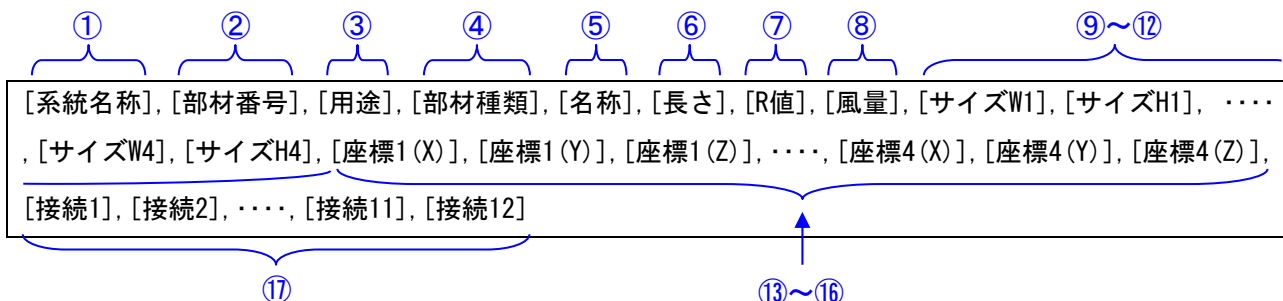 ① ② ③ ④ ⑤ ⑥ ⑦ ⑧ ⑨～⑫
[系統名称],[部材番号],[用途],[部材種類],[名称],[長さ],[R値],[風量],[サイズW1],[サイズH1], ････
,[サイズW4],[サイズH4],[座標1(X)],[座標1(Y)],[座標1(Z)],････,[座標4(X)],[座標4(Y)],[座標4(Z)],
[接続1],[接続2],････,[接続11],[接続12]
⑰ ⑬～⑯